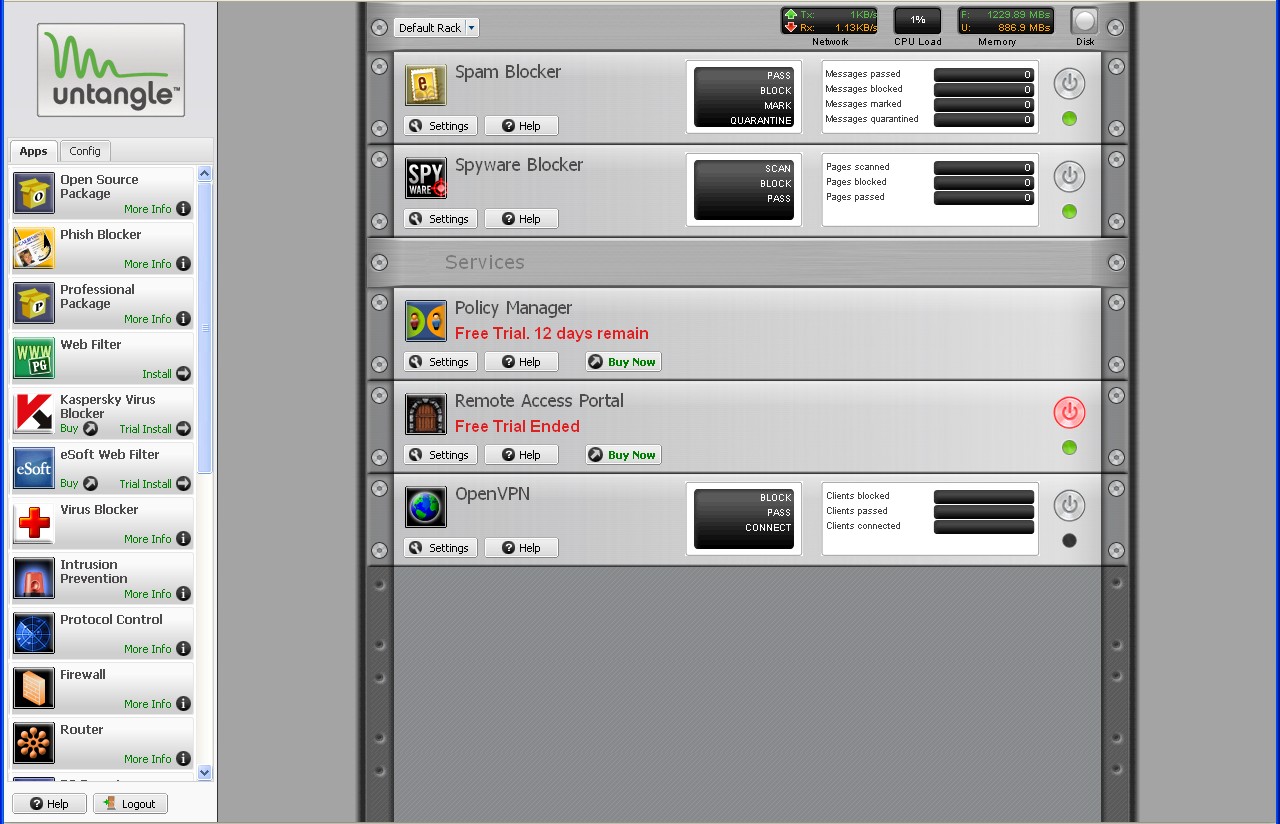 untangle™
Apps
Config
Open Source
Package
More Info
Phish Blocker
More Info
Professional
Package
More Info
Web Filter
Install
Kaspersky Virus
Blocker
Buy Trial Install
eSoft
eSoft Web Filter
Buy Trial Install
Virus Blocker
More Info
Intrusion
Prevention
More Info
Protocol Control
More Info
Firewall
More Info
Router
More Info
Help
Logout
Default Rack
Tx: 1KB/s
Rx: 1.13KB/s
Network
1%
CPU Load
F: 1229.89 MBs
U: 886.9 MBs
Memory
Disk
Spam Blocker
Settings
Help
PASS
BLOCK
MARK
QUARANTINE
Messages passed 0
Messages blocked 0
Messages marked 0
Messages quarantined 0
SPY
WARE
Spyware Blocker
Settings
Help
SCAN
BLOCK
PASS
Pages scanned 0
Pages blocked 0
Pages passed 0
Services
Policy Manager
Free Trial. 12 days remain
Settings
Help
Buy Now
Remote Access Portal
Free Trial Ended
Settings
Help
Buy Now
OpenVPN
Settings
Help
BLOCK
PASS
CONNECT
Clients blocked
Clients passed
Clients connected